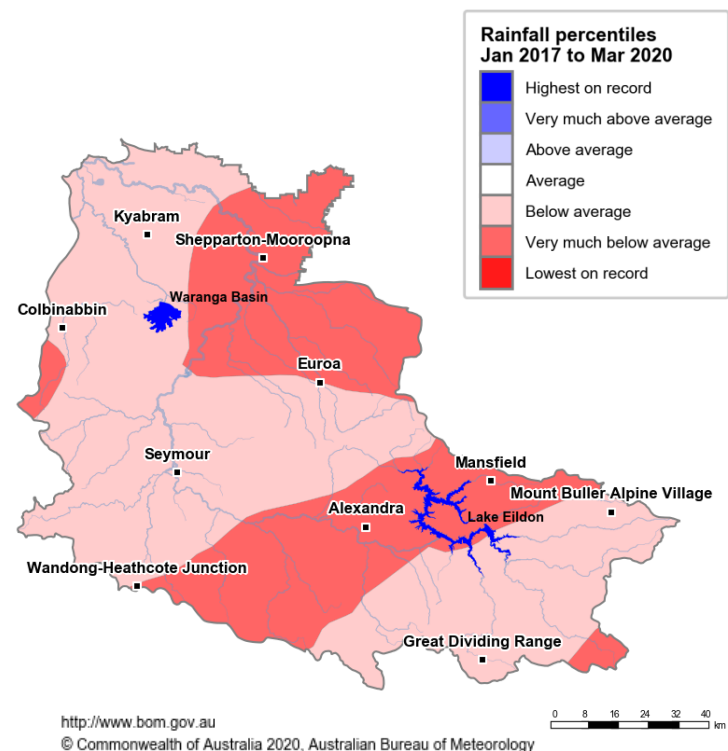 Rainfall percentiles
Jan 2017 to Mar 2020
Highest on record
Very much above average
Above average
Average
Below average
Very much below average
Lowest on record
Kyabram
Shepparton-Mooroopna
Waranga Basin
Colbinabbin
Euroa
Seymour
Mansfield
Mount Buller Alpine Village
Alexandra
Lake Eildon
Wandong-Heathcote Junction
Great Dividing Range
0 8 16 24 32 40
km
http://www.bom.gov.au
© Commonwealth of Australia 2020, Australian Bureau of Meteorology